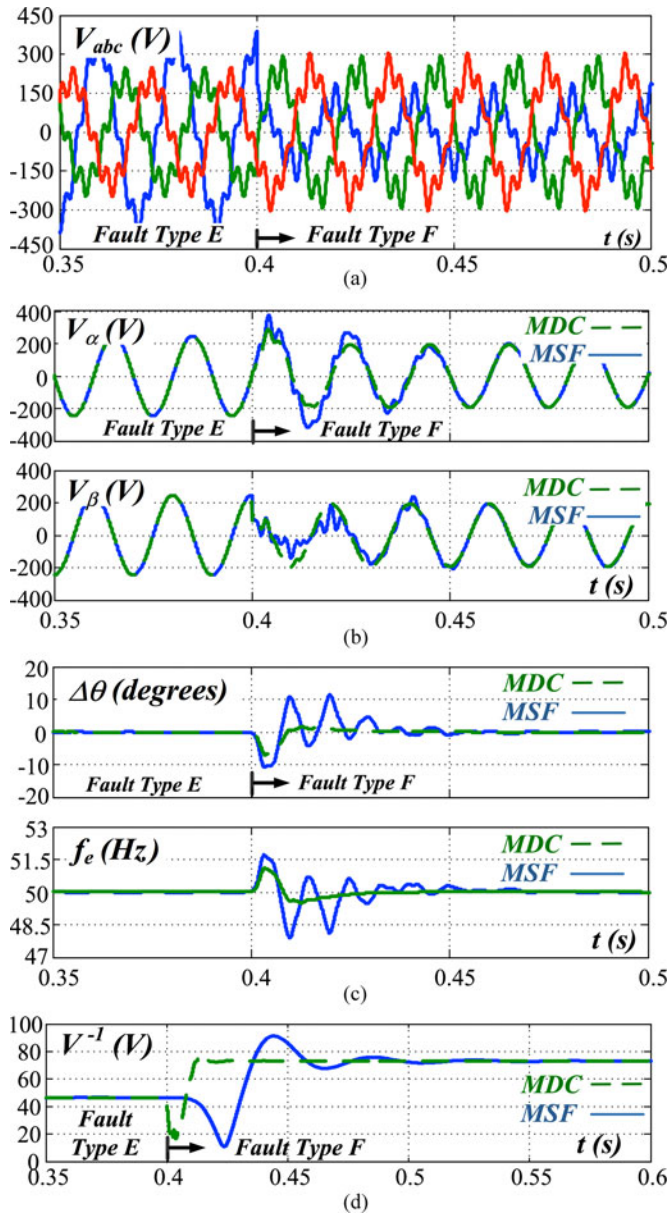 450
V_abc (V)
300
150
0
-150
-300
-450
Fault Type E
Fault Type F
t (s)
0.35
0.4
0.45
0.5
(a)
400
V_α (V)
MDC
200
MSF
0
-200
Fault Type E
Fault Type F
-400
400
V_β (V)
MDC
200
MSF
0
-200
t (s)
-400
0.35
0.4
0.45
0.5
(b)
20
Δθ (degrees)
MDC
10
MSF
0
-10
Fault Type E
Fault Type F
-20
53
f_e (Hz)
MDC
51.5
MSF
50
48.5
t (s)
47
0.35
0.4
0.45
0.5
(c)
100
V^-1 (V)
80
60
MDC
40
MSF
Fault
20
Type E
Fault Type F
t (s)
0
0.35
0.4
0.45
0.5
0.55
0.6
(d)